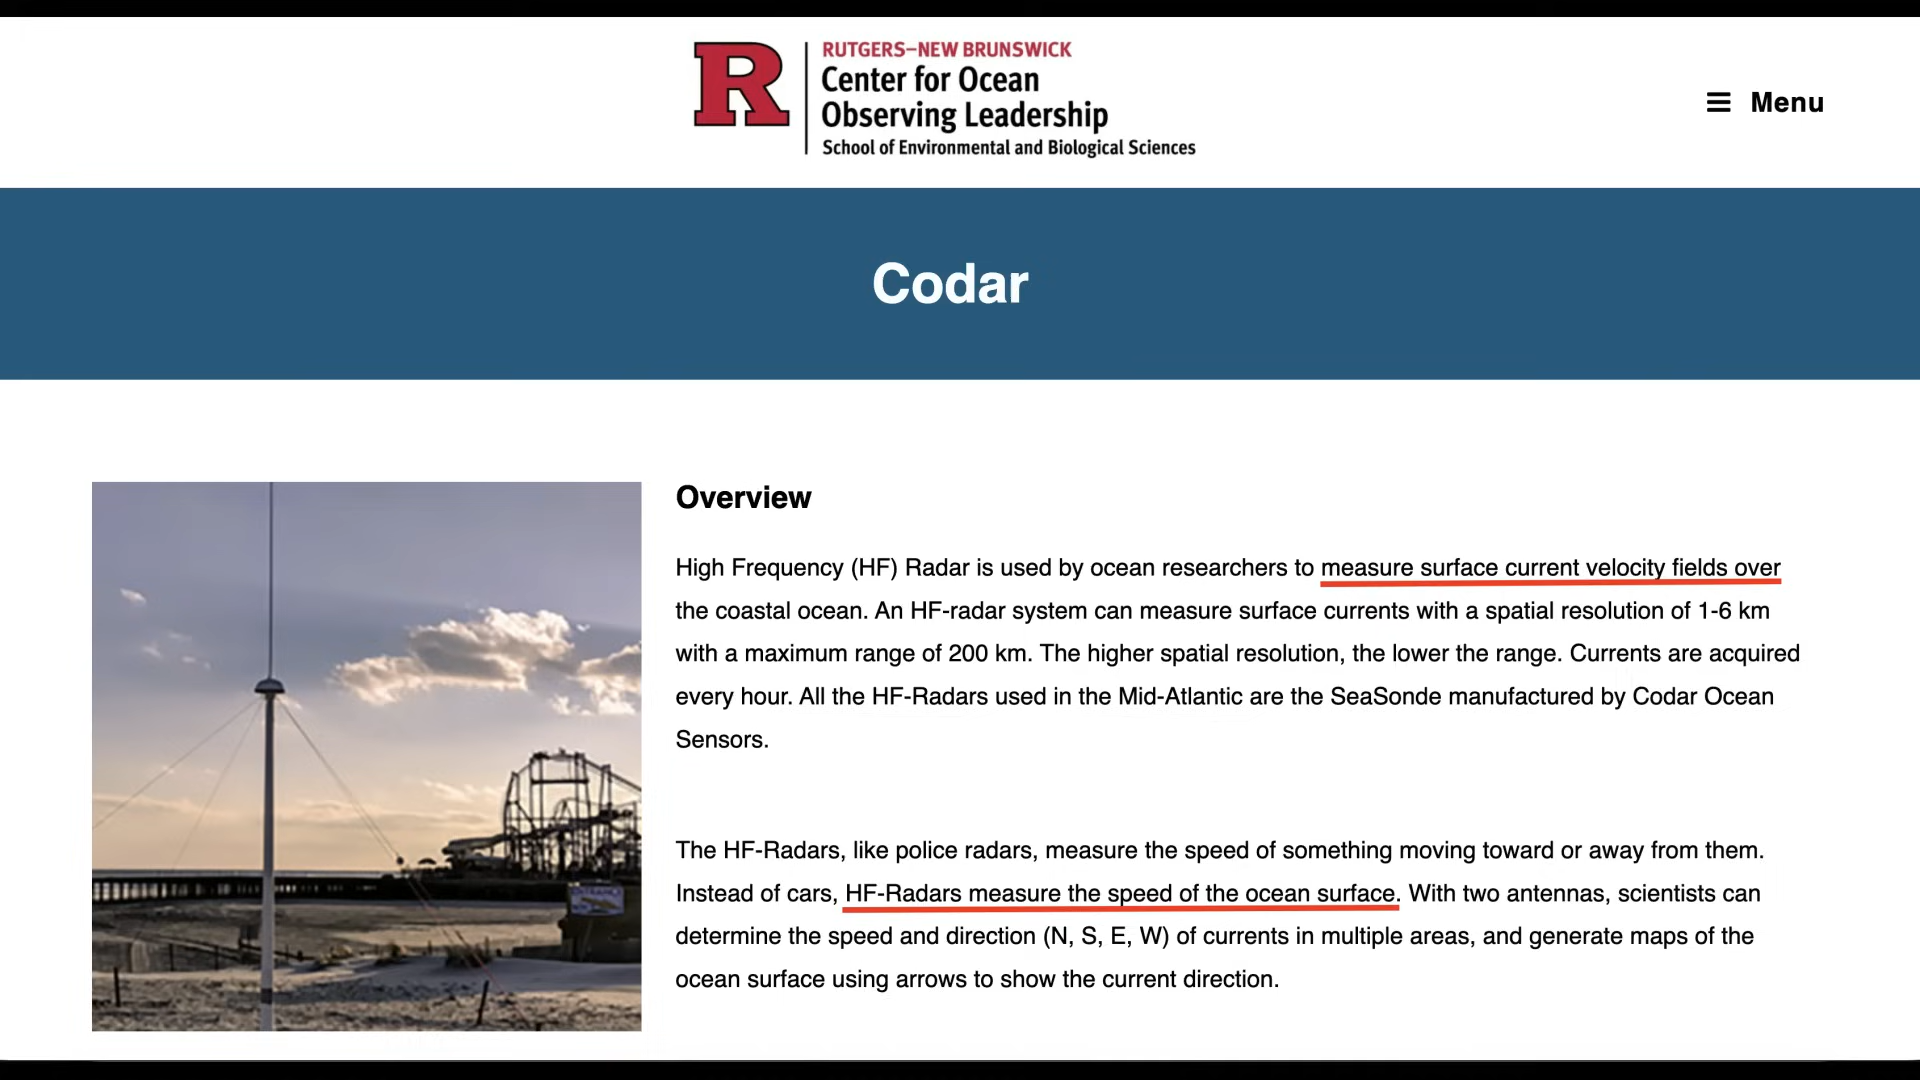 R
RUTGERS–NEW BRUNSWICK
Center for Ocean
Observing Leadership
School of Environmental and Biological Sciences
Menu
Codar
Overview
High Frequency (HF) Radar is used by ocean researchers to measure surface current velocity fields over
the coastal ocean. An HF-radar system can measure surface currents with a spatial resolution of 1-6 km
with a maximum range of 200 km. The higher spatial resolution, the lower the range. Currents are acquired
every hour. All the HF-Radars used in the Mid-Atlantic are the SeaSonde manufactured by Codar Ocean
Sensors.
The HF-Radars, like police radars, measure the speed of something moving toward or away from them.
Instead of cars, HF-Radars measure the speed of the ocean surface. With two antennas, scientists can
determine the speed and direction (N, S, E, W) of currents in multiple areas, and generate maps of the
ocean surface using arrows to show the current direction.
ENTRANCE